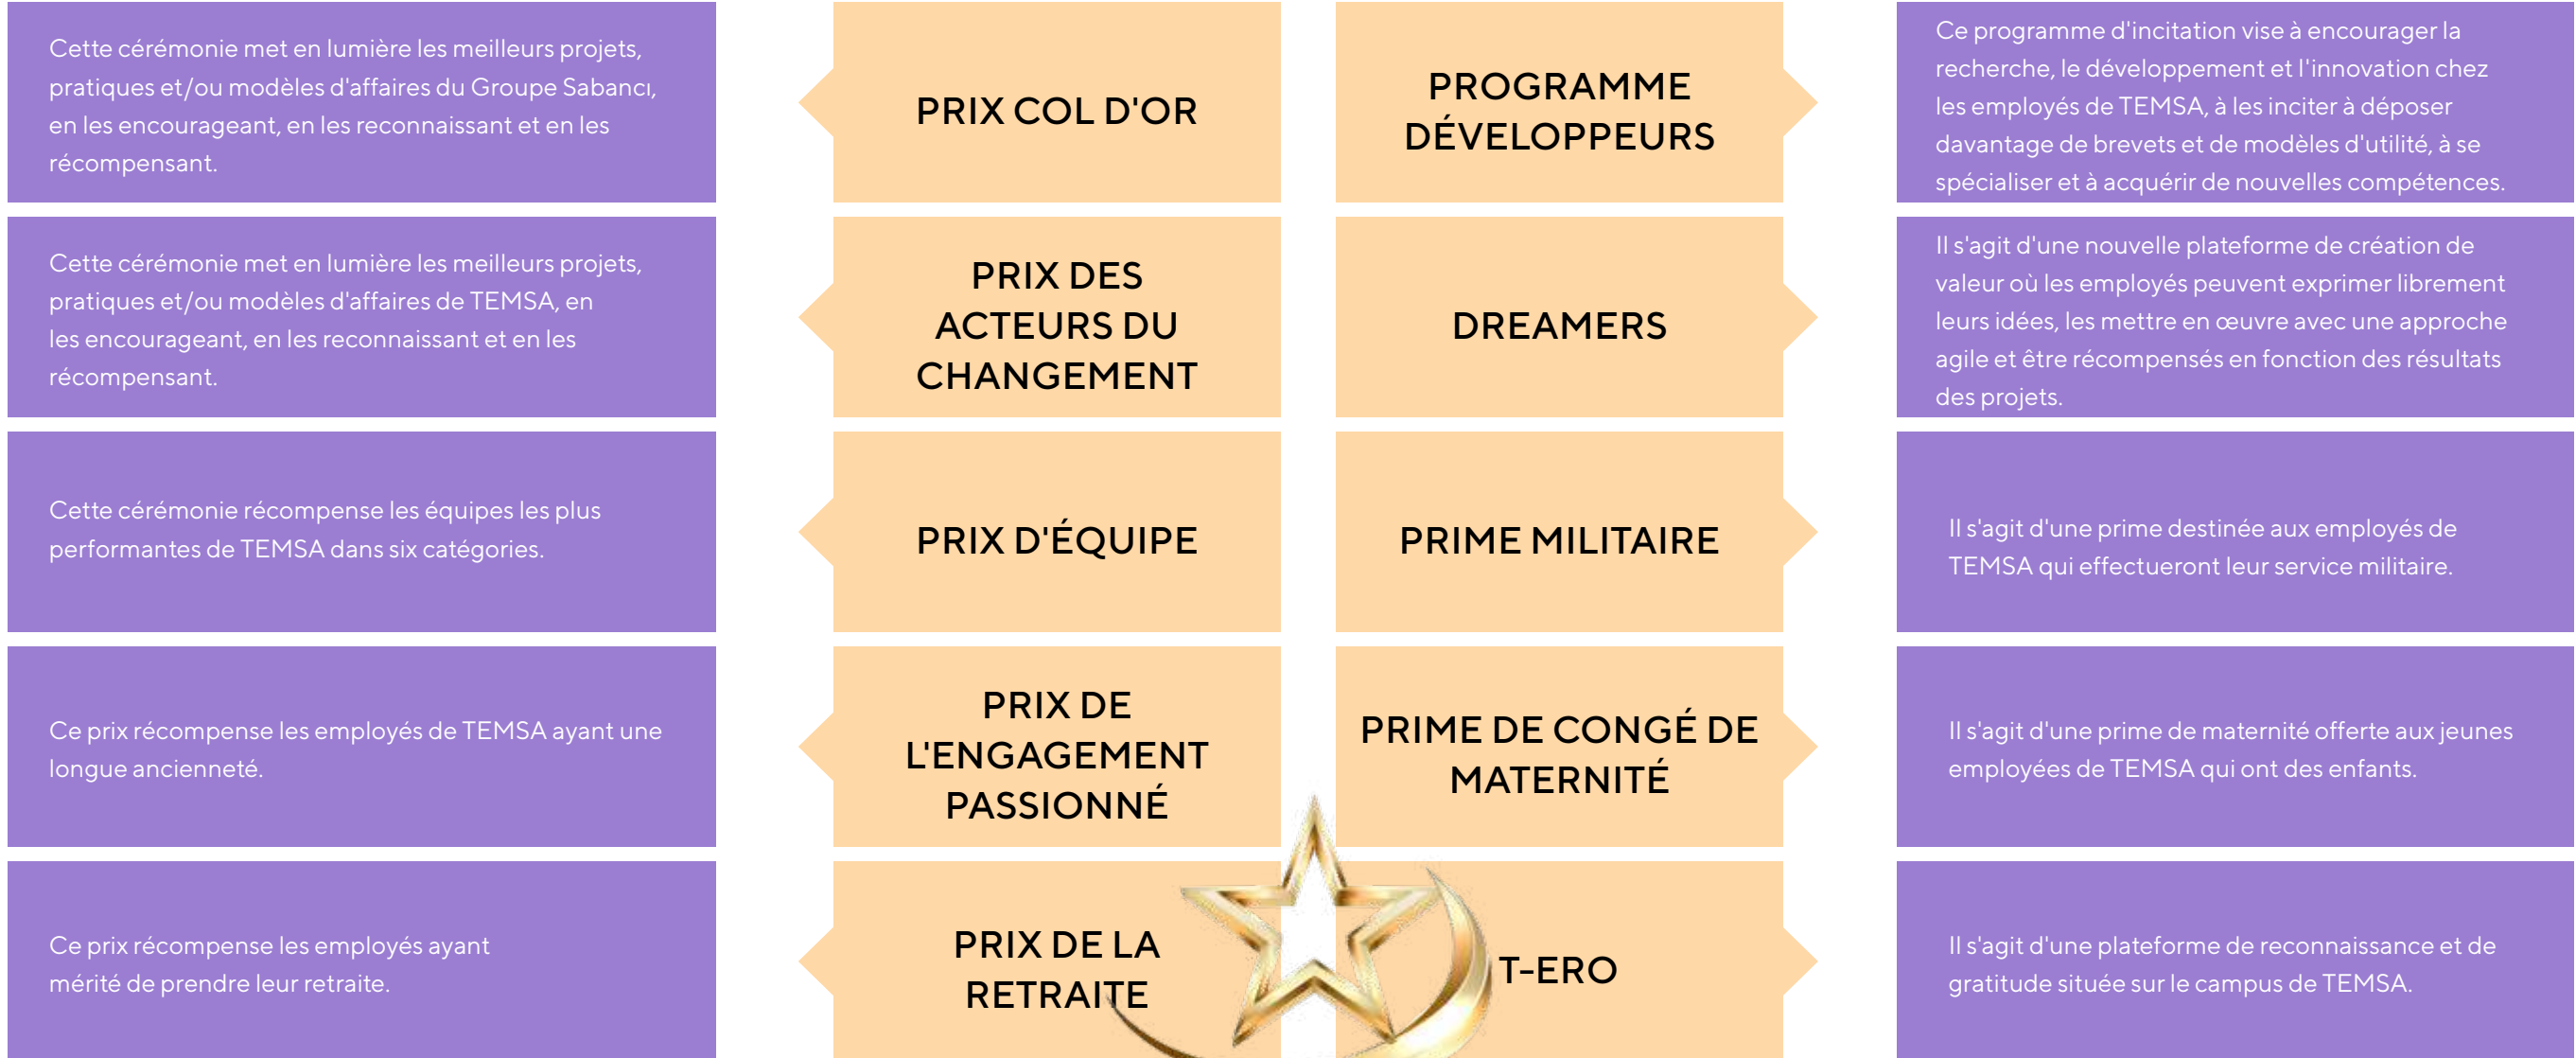 Cette cérémonie met en lumière les meilleurs projets,
pratiques et/ou modèles d'affaires du Groupe Sabancı,
en les encourageant, en les reconnaissant et en les
récompensant.
PRIX COL D'OR
PROGRAMME
DÉVELOPPEURS
Ce programme d'incitation vise à encourager la
recherche, le développement et l'innovation chez
les employés de TEMSA, à les inciter à déposer
davantage de brevets et de modèles d'utilité, à se
spécialiser et à acquérir de nouvelles compétences.
Cette cérémonie met en lumière les meilleurs projets,
pratiques et/ou modèles d'affaires de TEMSA, en
les encourageant, en les reconnaissant et en les
récompensant.
PRIX DES
ACTEURS DU
CHANGEMENT
DREAMERS
Il s'agit d'une nouvelle plateforme de création de
valeur où les employés peuvent exprimer librement
leurs idées, les mettre en œuvre avec une approche
agile et être récompensés en fonction des résultats
des projets.
Cette cérémonie récompense les équipes les plus
performantes de TEMSA dans six catégories.
PRIX D'ÉQUIPE
PRIME MILITAIRE
Il s'agit d'une prime destinée aux employés de
TEMSA qui effectueront leur service militaire.
Ce prix récompense les employés de TEMSA ayant une
longue ancienneté.
PRIX DE
L'ENGAGEMENT
PASSIONNÉ
PRIME DE CONGÉ DE
MATERNITÉ
Il s'agit d'une prime de maternité offerte aux jeunes
employées de TEMSA qui ont des enfants.
Ce prix récompense les employés ayant
mérité de prendre leur retraite.
PRIX DE LA
RETRAITE
T-ERO
Il s'agit d'une plateforme de reconnaissance et de
gratitude située sur le campus de TEMSA.